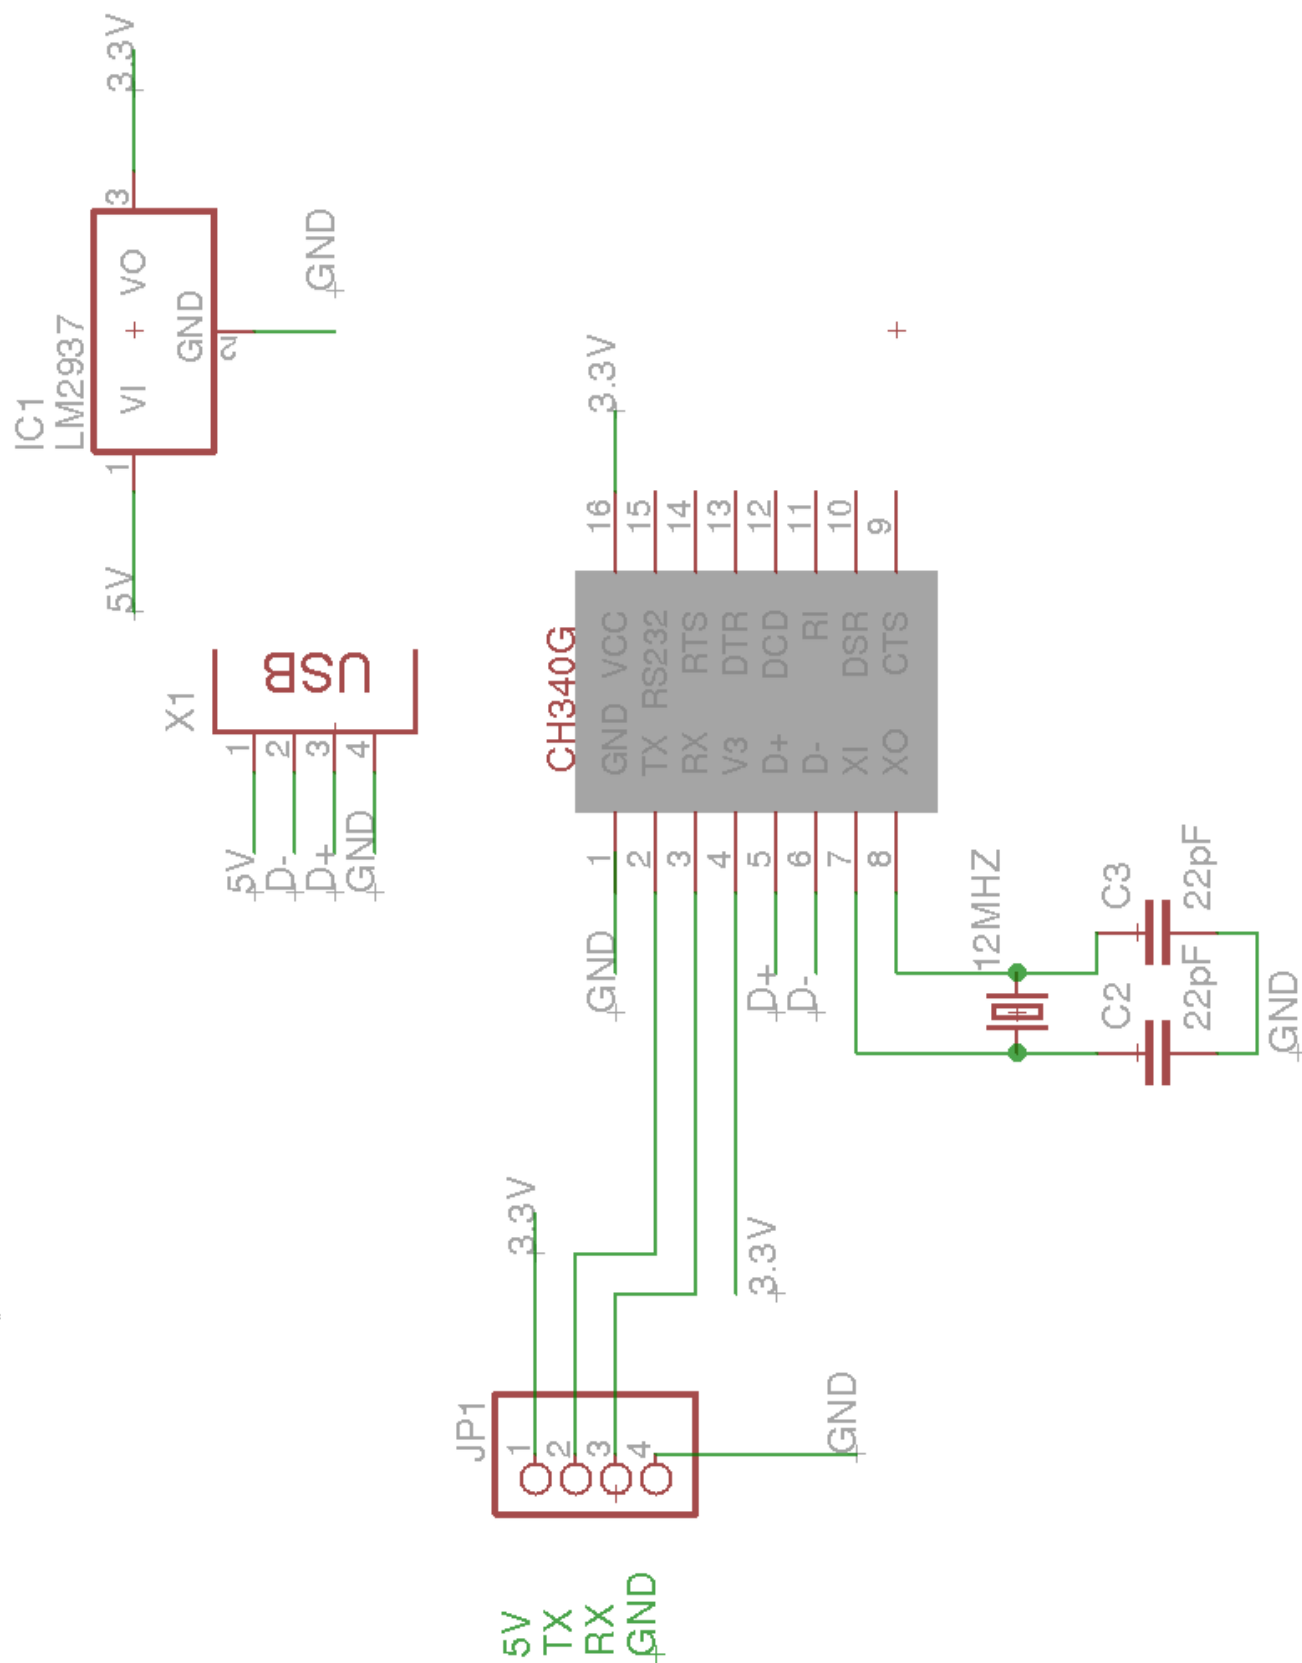 IC1
LM2937
5V
1
VI
VO
3
3.3V
GND
2
GND
X1
USB
1
2
3
4
5V
D-
D+
GND
CH340G
GND
VCC
TX
RS232
RX
RTS
V3
DTR
D+
DCD
D-
RI
XI
DSR
XO
CTS
16
15
14
13
12
11
10
9
3.3V
1
2
3
4
5
6
7
8
GND
D+
D-
12MHZ
C3
22pF
C2
22pF
GND
3.3V
3.3V
JP1
1
2
3
4
GND
5V
TX
RX
GND